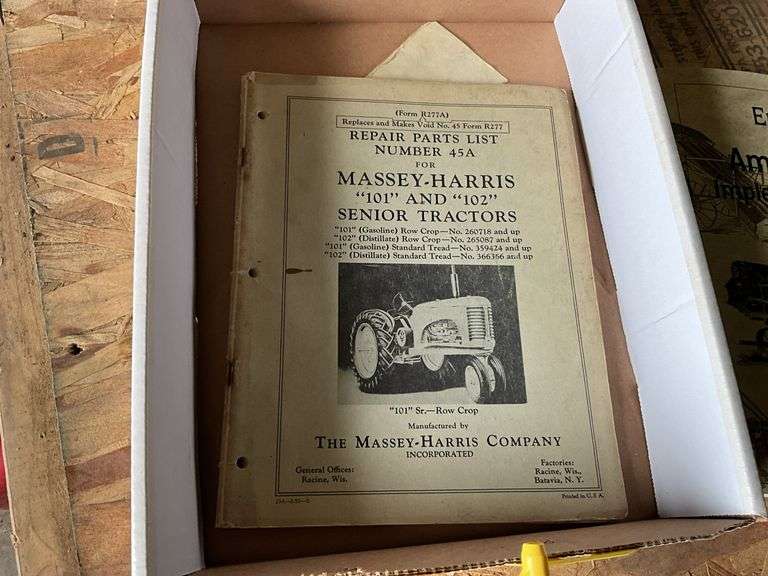 (Form R277A)
Replaces and Makes Void No. 45 Form R277
REPAIR PARTS LIST
NUMBER 45A
FOR
MASSEY-HARRIS
"101" AND "102"
SENIOR TRACTORS
"101" (Gasoline) Row Crop—No. 260718 and up
"102" (Distillate) Row Crop—No. 265087 and up
"101" (Gasoline) Standard Tread—No. 359424 and up
"102" (Distillate) Standard Tread—No. 366366 and up
"101" Sr.—Row Crop
Manufactured by
THE MASSEY-HARRIS COMPANY
INCORPORATED
General Offices:
Racine, Wis.
Factories:
Racine, Wis.,
Batavia, N. Y.
Printed in U. S. A.
D